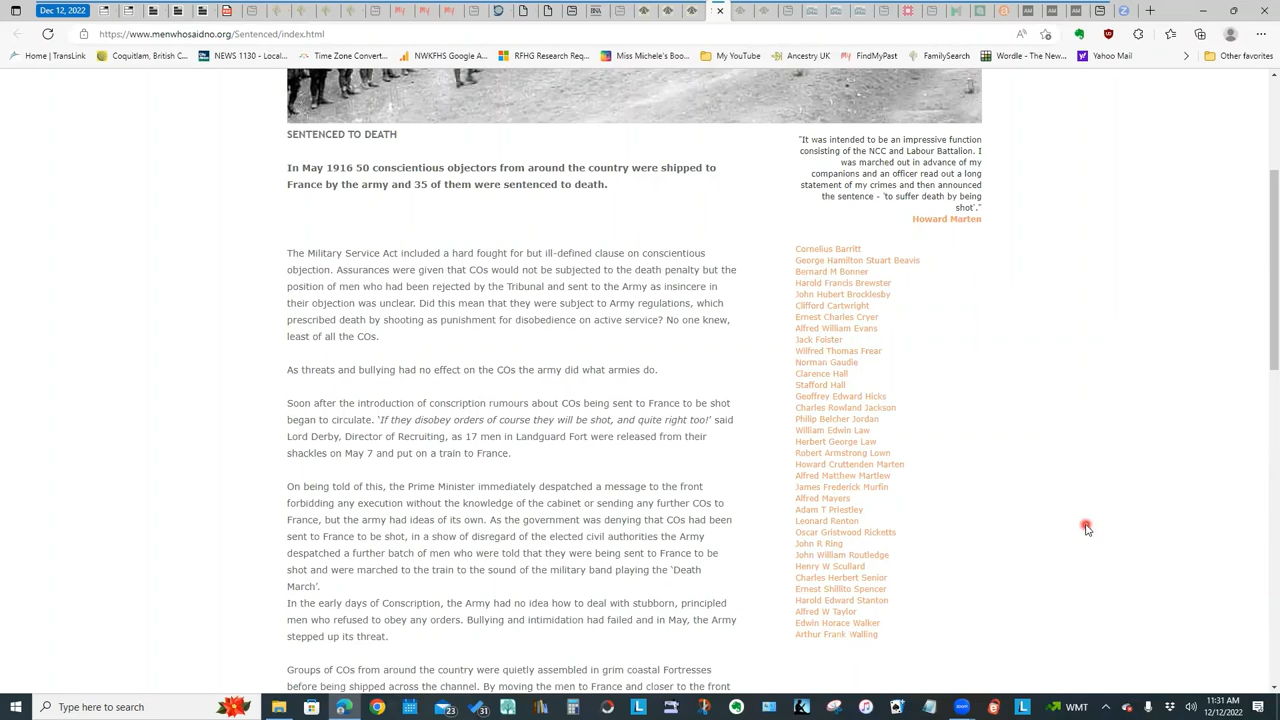 Dec 12, 2022
https://www.menwhosaidno.org/Sentenced/index.html
Home | TransLink
Coquitlam British C...
NEWS 1130 - Local...
Time Zone Convert...
NWKFHS Google A...
RFHG Research Req...
Miss Michele's Boo...
My YouTube
Ancestry UK
FindMyPast
FamilySearch
Wordle - The New...
Yahoo Mail
Other favorites
SENTENCED TO DEATH
In May 1916 50 conscientious objectors from around the country were shipped to
France by the army and 35 of them were sentenced to death.
The Military Service Act included a hard fought for but ill-defined clause on conscientious
objection. Assurances were given that COs would not be subjected to the death penalty but the
position of men who had been rejected by the Tribunal and sent to the Army as insincere in
their objection was unclear. Did this mean that they were subject to Army regulations, which
prescribed death by shooting as punishment for disobedience on active service? No one knew,
least of all the COs.
As threats and bullying had no effect on the COs the army did what armies do.
Soon after the introduction of conscription rumours about COs being sent to France to be shot
began to circulate. 'If they disobey orders of course they will be shot, and quite right too!' said
Lord Derby, Director of Recruiting, as 17 men in Landguard Fort were released from their
shackles on May 7 and put on a train to France.
On being told of this, the Prime Minister immediately despatched a message to the front
forbidding any execution without the knowledge of the cabinet or sending any further COs to
France, but the army had ideas of its own. As the government was denying that COs had been
sent to France to be shot, in a show of disregard of the elected civil authorities the Army
despatched a further batch of men who were told that they were being sent to France to be
shot and were marched to the train to the sound of the military band playing the 'Death
March'.
In the early days of Conscription, the Army had no idea how to deal with stubborn, principled
men who refused to obey any orders. Bullying and intimidation had failed and in May, the Army
stepped up its threat.
Groups of COs from around the country were quietly assembled in grim coastal Fortresses
before being shipped across the channel. By moving the men to France and closer to the front
"It was intended to be an impressive function
consisting of the NCC and Labour Battalion. I
was marched out in advance of my
companions and an officer read out a long
statement of my crimes and then announced
the sentence - 'to suffer death by being
shot'."
Howard Marten
Cornelius Barritt
George Hamilton Stuart Beavis
Bernard M Bonner
Harold Francis Brewster
John Hubert Brocklesby
Clifford Cartwright
Ernest Charles Cryer
Alfred William Evans
Jack Foister
Wilfred Thomas Frear
Norman Gaudie
Clarence Hall
Stafford Hall
Geoffrey Edward Hicks
Charles Rowland Jackson
Philip Belcher Jordan
William Edwin Law
Herbert George Law
Robert Armstrong Lown
Howard Cruttenden Marten
Alfred Matthew Martlew
James Frederick Murfin
Alfred Mayers
Adam T Priestley
Leonard Renton
Oscar Gristwood Ricketts
John R Ring
John William Routledge
Henry W Scullard
Charles Herbert Senior
Ernest Shillito Spencer
Harold Edward Stanton
Alfred W Taylor
Edwin Horace Walker
Arthur Frank Walling
Type here to search
WMT
11:31 AM
12/12/2022